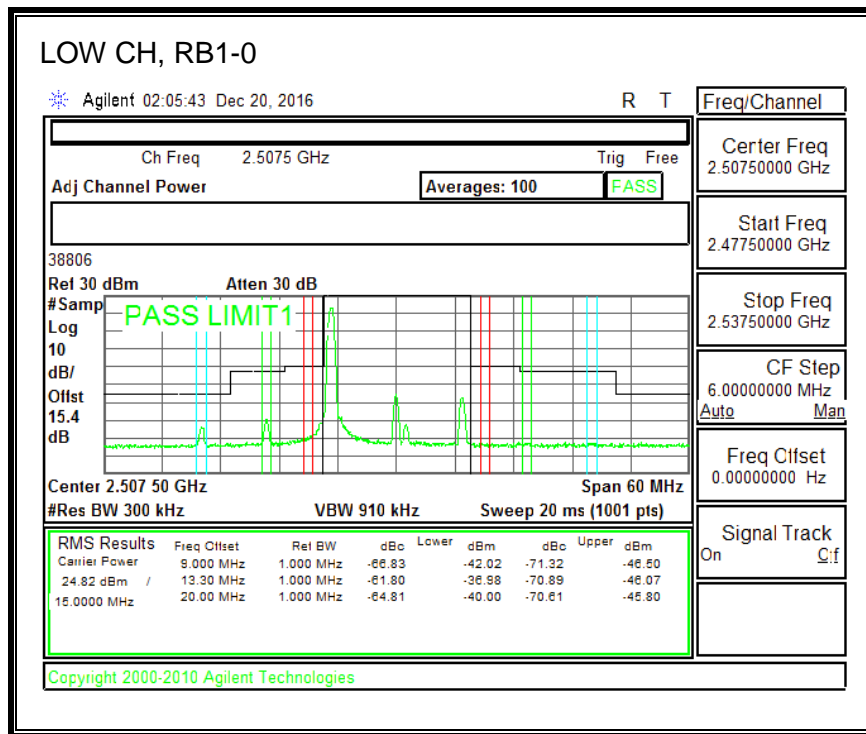 LOW CH, RB1-0
Agilent 02:05:43 Dec 20, 2016 R T
Freq/Channel
Ch Freq 2.5075 GHz Trig Free
Adj Channel Power Averages: 100 PASS
Center Freq
2.50750000 GHz
Start Freq
2.47750000 GHz
38806
Ref 30 dBm Atten 30 dB
#Samp
Log
10
dB/
Offst
15.4
dB
PASS LIMIT1
Stop Freq
2.53750000 GHz
CF Step
6.00000000 MHz
Auto Man
Freq Offset
0.00000000 Hz
Center 2.507 50 GHz Span 60 MHz
#Res BW 300 kHz VBW 910 kHz Sweep 20 ms (1001 pts)
Signal Track
On Off
RMS Results Freq Offset Ref BW dBc Lower dBm dBc Upper dBm
Carrier Power 9.000 MHz 1.000 MHz -66.83 -42.02 -71.32 -46.50
24.82 dBm / 13.30 MHz 1.000 MHz -61.80 -36.98 -70.89 -46.07
15.0000 MHz 20.00 MHz 1.000 MHz -64.81 -40.00 -70.61 -45.80
Copyright 2000-2010 Agilent Technologies